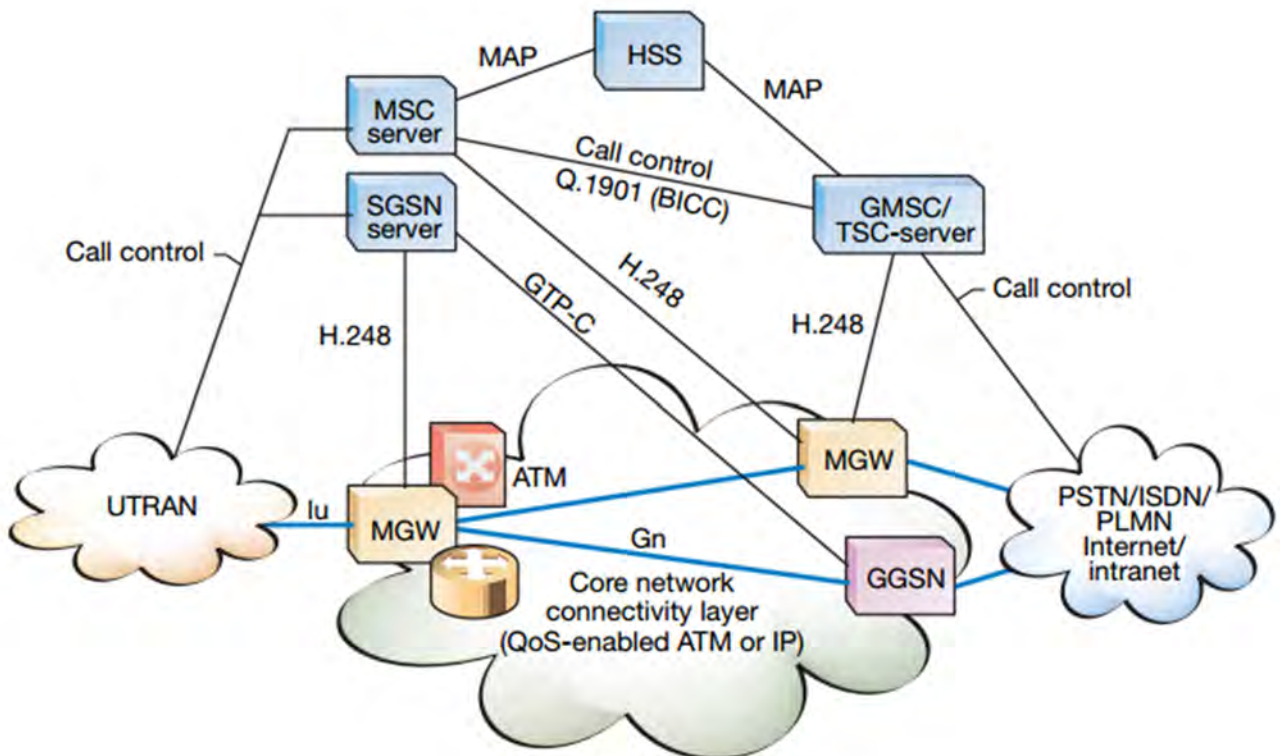 HSS
MAP
MAP
MSC
server
Call control
Q.1901 (BICC)
SGSN
server
GMSC/
TSC-server
Call control
H.248
GTP-C
Call control
H.248
H.248
UTRAN
Iu
MGW
ATM
MGW
PSTN/ISDN/
PLMN
Internet/
intranet
Gn
GGSN
Core network
connectivity layer
(QoS-enabled ATM or IP)